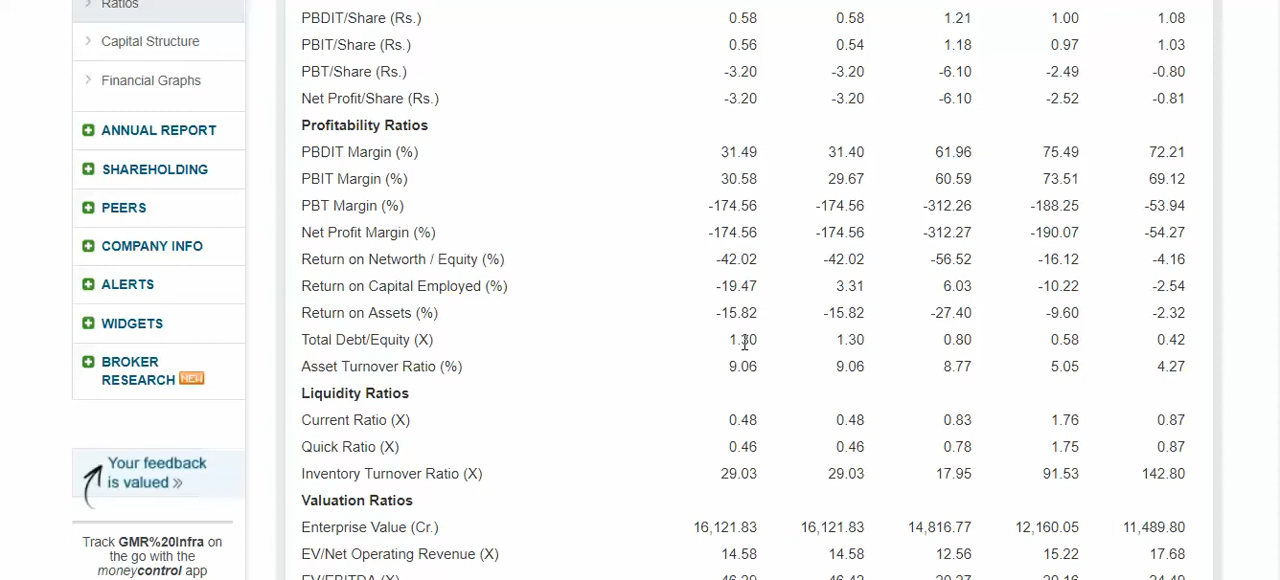 Ratios
Capital Structure
Financial Graphs
ANNUAL REPORT
SHAREHOLDING
PEERS
COMPANY INFO
ALERTS
WIDGETS
BROKER
RESEARCH NEW
Your feedback
is valued »
Track GMR%20Infra on
the go with the
moneycontrol app
PBDIT/Share (Rs.) 0.58 0.58 1.21 1.00 1.08
PBIT/Share (Rs.) 0.56 0.54 1.18 0.97 1.03
PBT/Share (Rs.) -3.20 -3.20 -6.10 -2.49 -0.80
Net Profit/Share (Rs.) -3.20 -3.20 -6.10 -2.52 -0.81
Profitability Ratios
PBDIT Margin (%) 31.49 31.40 61.96 75.49 72.21
PBIT Margin (%) 30.58 29.67 60.59 73.51 69.12
PBT Margin (%) -174.56 -174.56 -312.26 -188.25 -53.94
Net Profit Margin (%) -174.56 -174.56 -312.27 -190.07 -54.27
Return on Networth / Equity (%) -42.02 -42.02 -56.52 -16.12 -4.16
Return on Capital Employed (%) -19.47 3.31 6.03 -10.22 -2.54
Return on Assets (%) -15.82 -15.82 -27.40 -9.60 -2.32
Total Debt/Equity (X) 1.30 1.30 0.80 0.58 0.42
Asset Turnover Ratio (%) 9.06 9.06 8.77 5.05 4.27
Liquidity Ratios
Current Ratio (X) 0.48 0.48 0.83 1.76 0.87
Quick Ratio (X) 0.46 0.46 0.78 1.75 0.87
Inventory Turnover Ratio (X) 29.03 29.03 17.95 91.53 142.80
Valuation Ratios
Enterprise Value (Cr.) 16,121.83 16,121.83 14,816.77 12,160.05 11,489.80
EV/Net Operating Revenue (X) 14.58 14.58 12.56 15.22 17.68
EV/EBITDA (X)